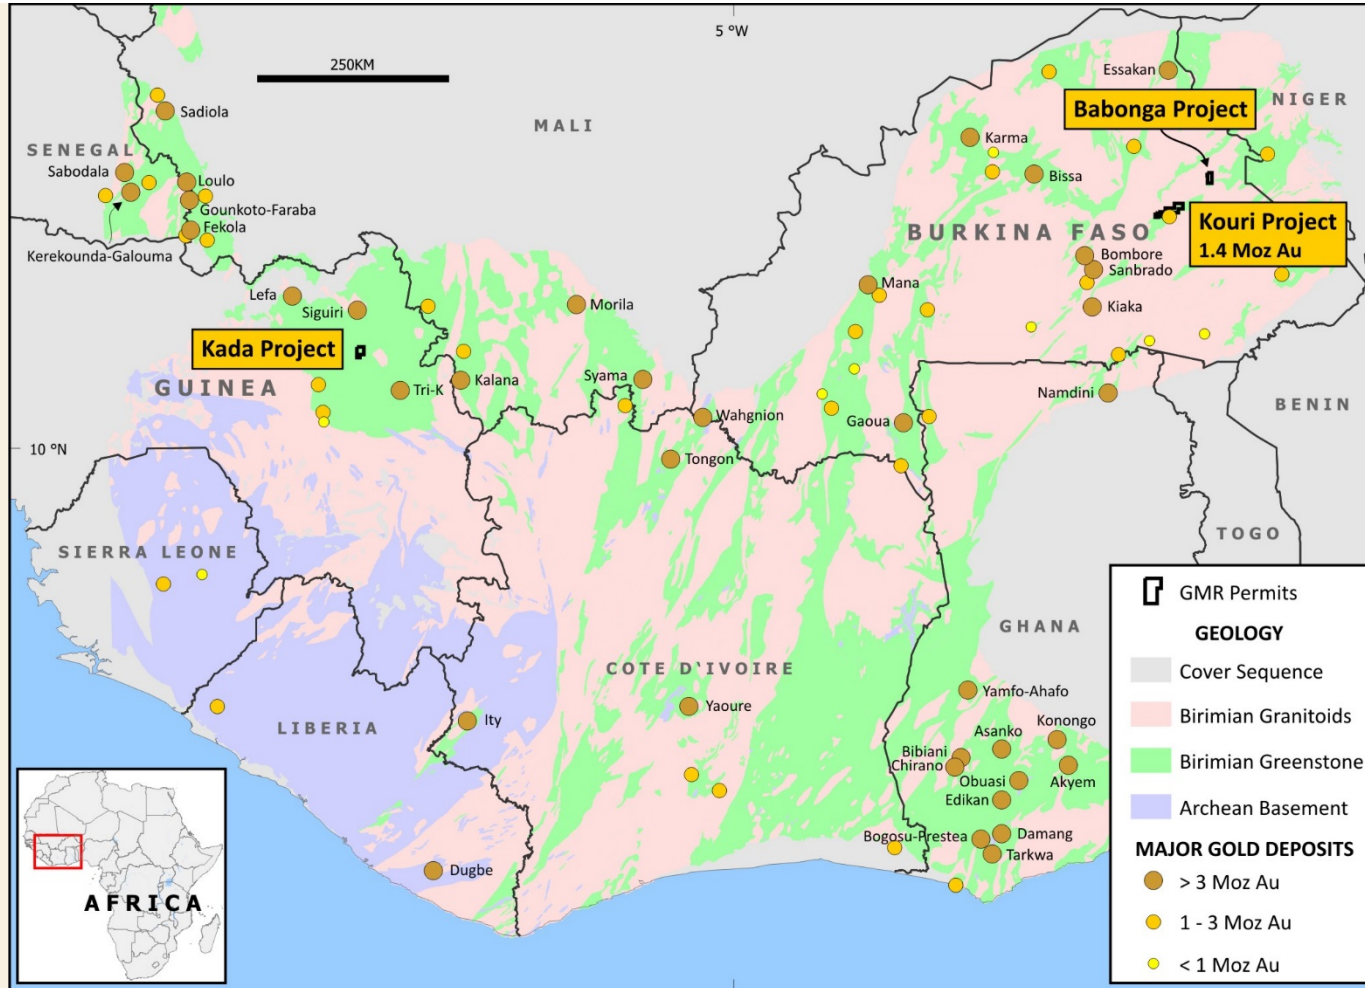 5 °W
250KM
Essakan
Babonga Project
NIGER
Sadiola
MALI
SENEGAL
Karma
Sabodala
Loulo
Bissa
Gounkoto-Faraba
Fekola
BURKINA FASO
Kouri Project
1.4 Moz Au
Kerekounda-Galouma
Bombore
Sanbrado
Lefa
Siguiri
Morila
Mana
Kiaka
Kada Project
GUINEA
Tri-K
Kalana
Syama
Namdini
BENIN
Wahgnion
Gaoua
10 °N
Tongon
TOGO
SIERRA LEONE
GHANA
COTE D'IVOIRE
LIBERIA
Ity
Yaoure
Yamfo-Ahafo
Konongo
Asanko
Bibiani
Chirano
Obuasi
Akyem
Edikan
Bogosu-Prestea
Damang
Tarkwa
Dugbe
AFRICA
GMR Permits
GEOLOGY
Cover Sequence
Birimian Granitoids
Birimian Greenstone
Archean Basement
MAJOR GOLD DEPOSITS
> 3 Moz Au
1 - 3 Moz Au
< 1 Moz Au